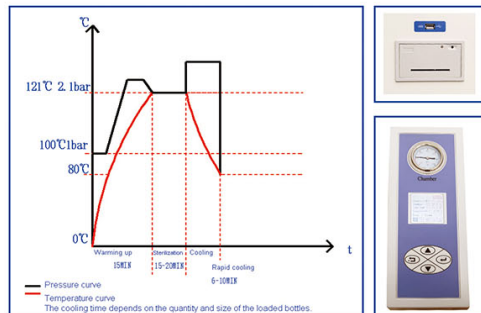 ℃
121℃ 2.1bar
100℃1bar
80℃
0℃
t
Warming up
15MIN
Sterilization
15-20MIN
Cooling
Rapid cooling
6-10MIN
Pressure curve
Temperature curve
The cooling time depends on the quantity and size of the loaded bottles.
Chamber